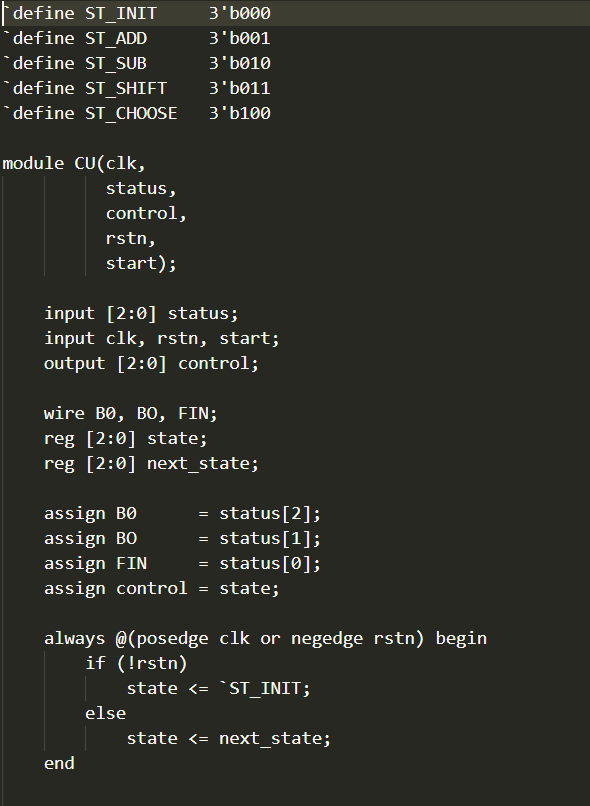 `define ST_INIT     3'b000
`define ST_ADD      3'b001
`define ST_SUB      3'b010
`define ST_SHIFT    3'b011
`define ST_CHOOSE   3'b100
module CU(clk,
          status,
          control,
          rstn,
          start);
    input [2:0] status;
    input clk, rstn, start;
    output [2:0] control;
    wire B0, BO, FIN;
    reg [2:0] state;
    reg [2:0] next_state;
    assign B0      = status[2];
    assign BO      = status[1];
    assign FIN     = status[0];
    assign control = state;
    always @(posedge clk or negedge rstn) begin
        if (!rstn)
            state <= `ST_INIT;
        else
            state <= next_state;
    end